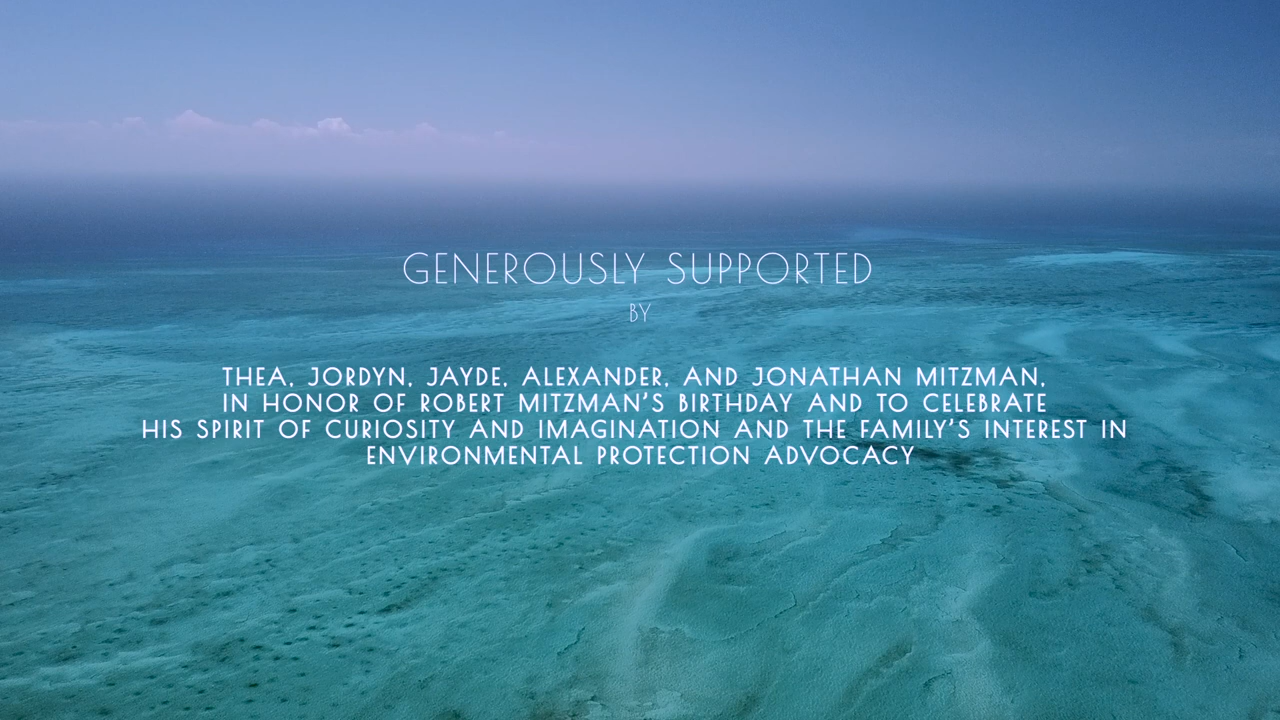 GENEROUSLY SUPPORTED
BY
THEA, JORDYN, JAYDE, ALEXANDER, AND JONATHAN MITZMAN,
IN HONOR OF ROBERT MITZMAN'S BIRTHDAY AND TO CELEBRATE
HIS SPIRIT OF CURIOSITY AND IMAGINATION AND THE FAMILY'S INTEREST IN
ENVIRONMENTAL PROTECTION ADVOCACY